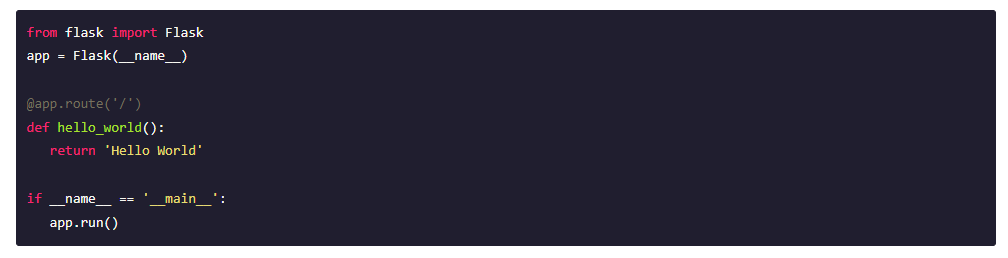 from flask import Flask
app = Flask(__name__)
@app.route('/')
def hello_world():
   return 'Hello World'
if __name__ == '__main__':
   app.run()